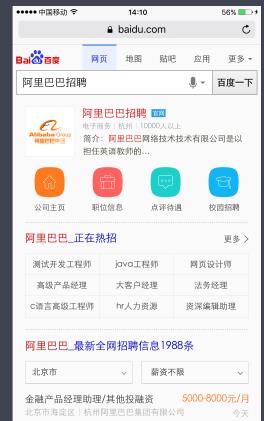 中国移动 14:10 56%
baidu.com
Bai 百度 网页 地图 贴吧 应用 更多
阿里巴巴招聘 百度一下
阿里巴巴招聘 官网
电子商务 | 杭州 | 10000人以上
简介：阿里巴巴网络技术技术有限公司是以
担任英语教师的...
Alibaba Group
阿里巴巴集团
公司主页 职位信息 点评待遇 校园招聘
阿里巴巴_正在热招 更多
测试开发工程师 java工程师 网页设计师
高级产品经理 大客户经理 法务经理
c语言高级工程师 hr人力资源 资深编辑助理
阿里巴巴_最新全网招聘信息1988条
北京市 薪资不限
金融产品经理助理/其他投融资 5000-8000元/月
北京市海淀区 | 杭州阿里巴巴集团有限公司 今天